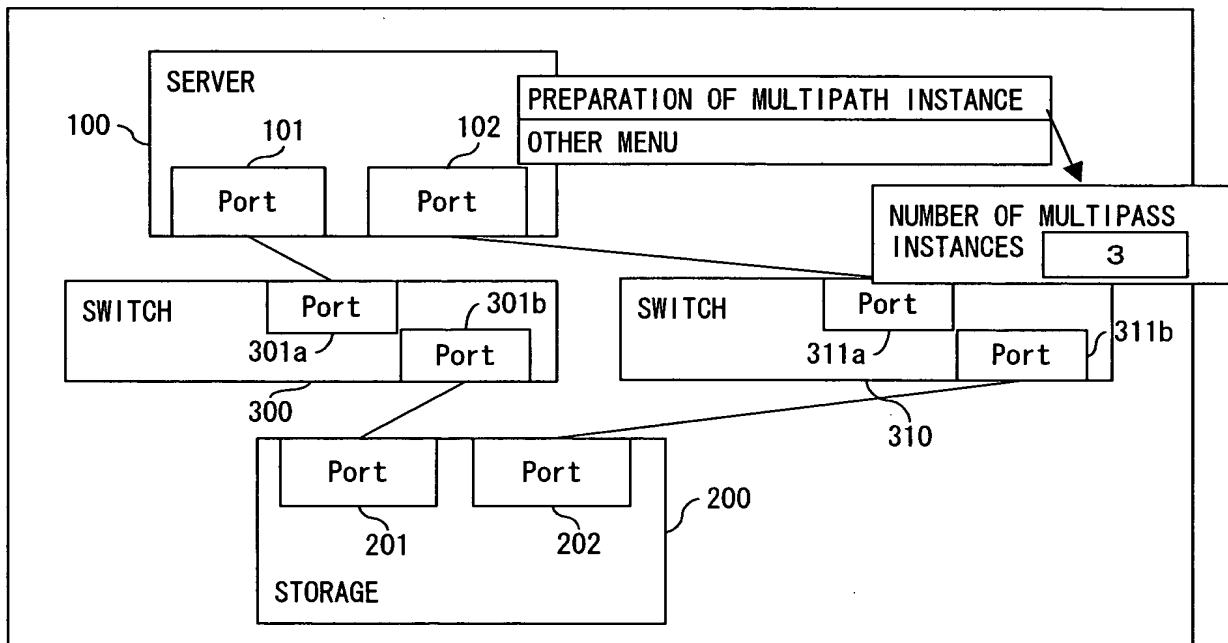 SERVER
PREPARATION OF MULTIPATH INSTANCE
OTHER MENU
100
101
102
Port
Port
NUMBER OF MULTIPASS
INSTANCES
3
SWITCH
Port
301b
301a
Port
300
SWITCH
Port
311b
311a
Port
310
Port
Port
200
201
202
STORAGE